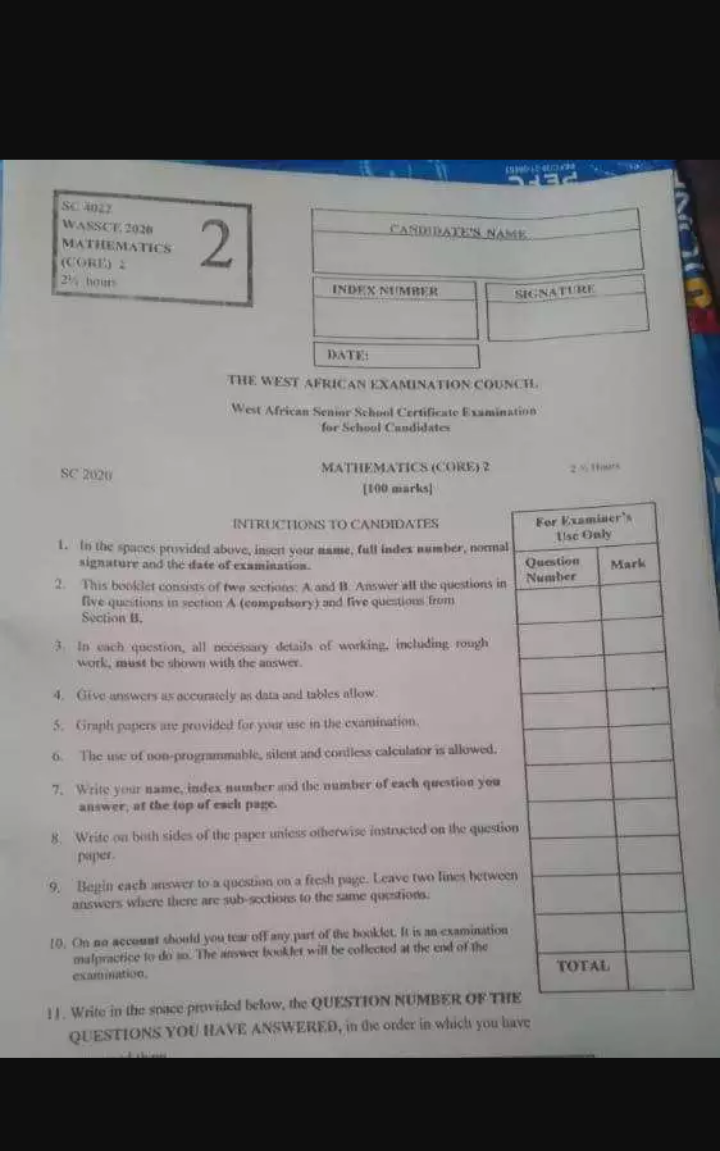 SC 4022
WASSCE 2020
MATHEMATICS
(CORE) 2
2½ hours
2
CANDIDATE'S NAME
INDEX NUMBER
SIGNATURE
DATE:
THE WEST AFRICAN EXAMINATION COUNCIL
West African Senior School Certificate Examination
for School Candidates
SC 2020
MATHEMATICS (CORE) 2
2 ½ Hours
[100 marks]
INTRUCTIONS TO CANDIDATES
For Examiner's
Use Only
Question
Number
Mark
TOTAL
1. In the spaces provided above, insert your name, full index number, normal
signature and the date of examination.
2. This booklet consists of two sections: A and B. Answer all the questions in
five questions in section A (compulsory) and five questions from
Section B.
3. In each question, all necessary details of working, including rough
work, must be shown with the answer.
4. Give answers as accurately as data and tables allow.
5. Graph papers are provided for your use in the examination.
6. The use of non-programmable, silent and cordless calculator is allowed.
7. Write your name, index number and the number of each question you
answer, at the top of each page.
8. Write on both sides of the paper unless otherwise instructed on the question
paper.
9. Begin each answer to a question on a fresh page. Leave two lines between
answers where there are sub-sections to the same questions.
10. On no account should you tear off any part of the booklet. It is an examination
malpractice to do so. The answer booklet will be collected at the end of the
examination.
11. Write in the space provided below, the QUESTION NUMBER OF THE
QUESTIONS YOU HAVE ANSWERED, in the order in which you have